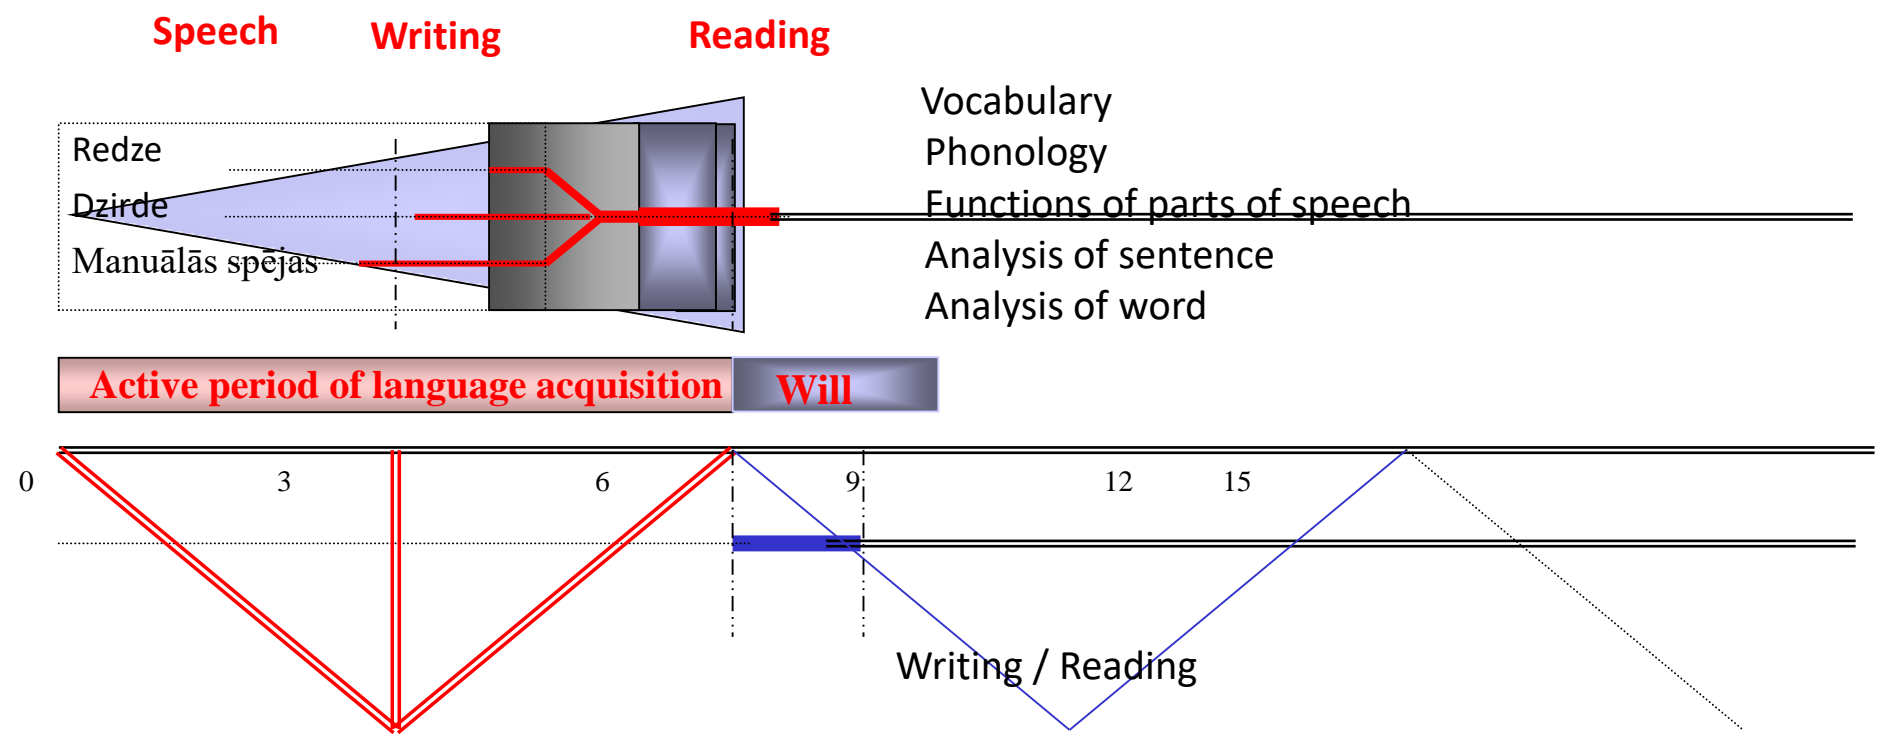 Speech Writing Reading
Vocabulary
Redze
Phonology
Dzirde
Functions of parts of speech
Manuālās spējas
Analysis of sentence
Analysis of word
Active period of language acquisition Will
0 3 6 9 12 15
Writing / Reading